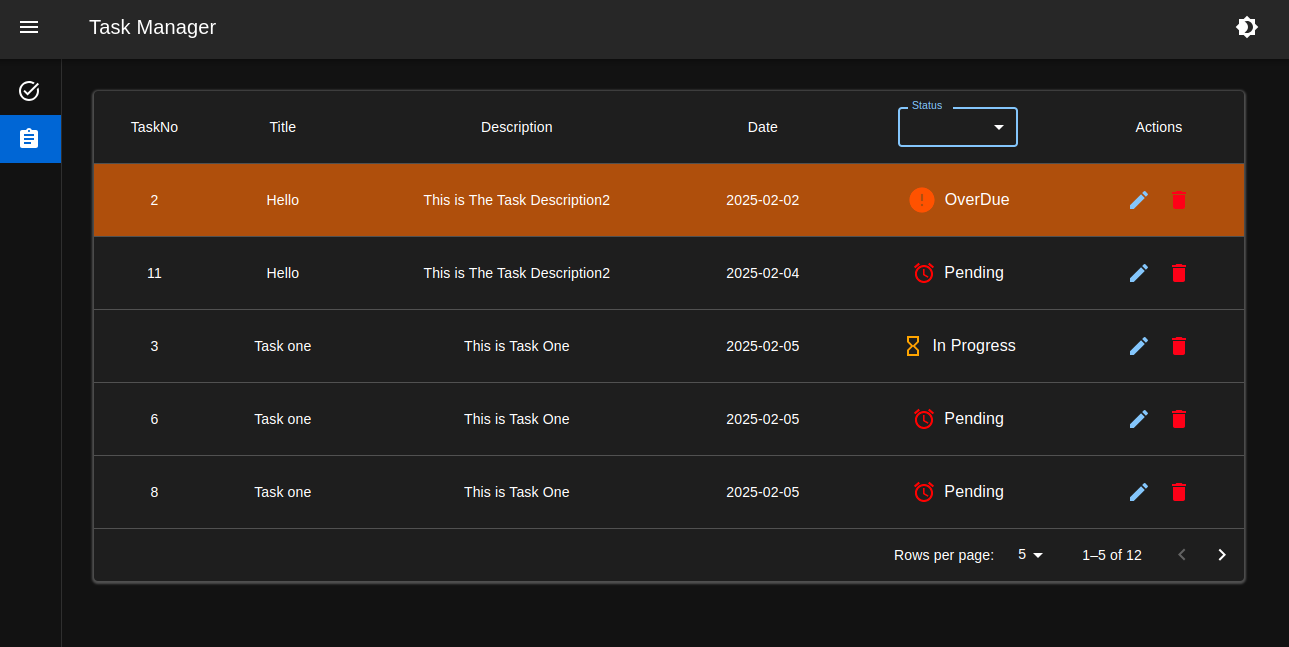 Task Manager
Status
TaskNo Title Description Date Actions
2 Hello This is The Task Description2 2025-02-02 OverDue
11 Hello This is The Task Description2 2025-02-04 Pending
3 Task one This is Task One 2025-02-05 In Progress
6 Task one This is Task One 2025-02-05 Pending
8 Task one This is Task One 2025-02-05 Pending
Rows per page: 5 1–5 of 12